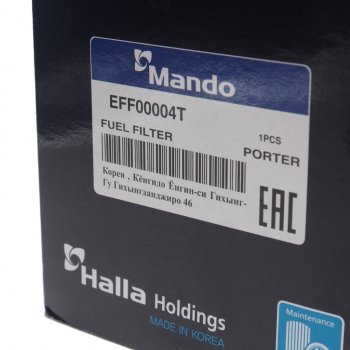 Mando
EFF00004T
FUEL FILTER
1PCS
PORTER
Корея , Кёнгидо Ёнгин-си Гихынг-
Гу Гихынгданджиро 46
EAC
Halla Holdings
MADE IN KOREA
Maintenance